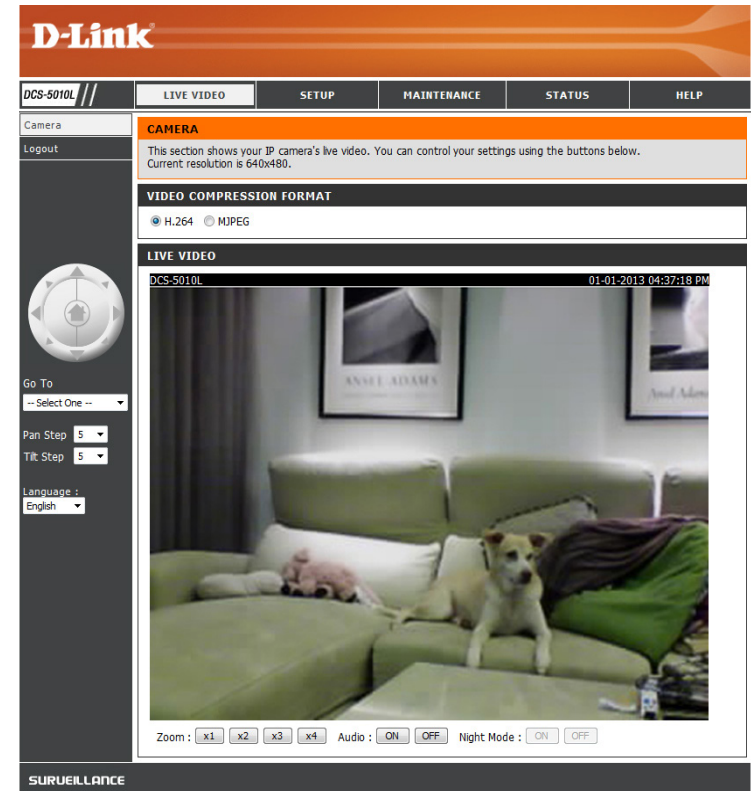 D-Link
DCS-5010L // LIVE VIDEO SETUP MAINTENANCE STATUS HELP
Camera
Logout
Go To
-- Select One --
Pan Step 5
Tilt Step 5
Language :
English
CAMERA
This section shows your IP camera's live video. You can control your settings using the buttons below.
Current resolution is 640x480.
VIDEO COMPRESSION FORMAT
H.264 MJPEG
LIVE VIDEO
DCS-5010L 01-01-2013 04:37:18 PM
ANSEL ADAMS
Ansel Adams
Zoom : x1 x2 x3 x4 Audio : ON OFF Night Mode : ON OFF
SURVEILLANCE